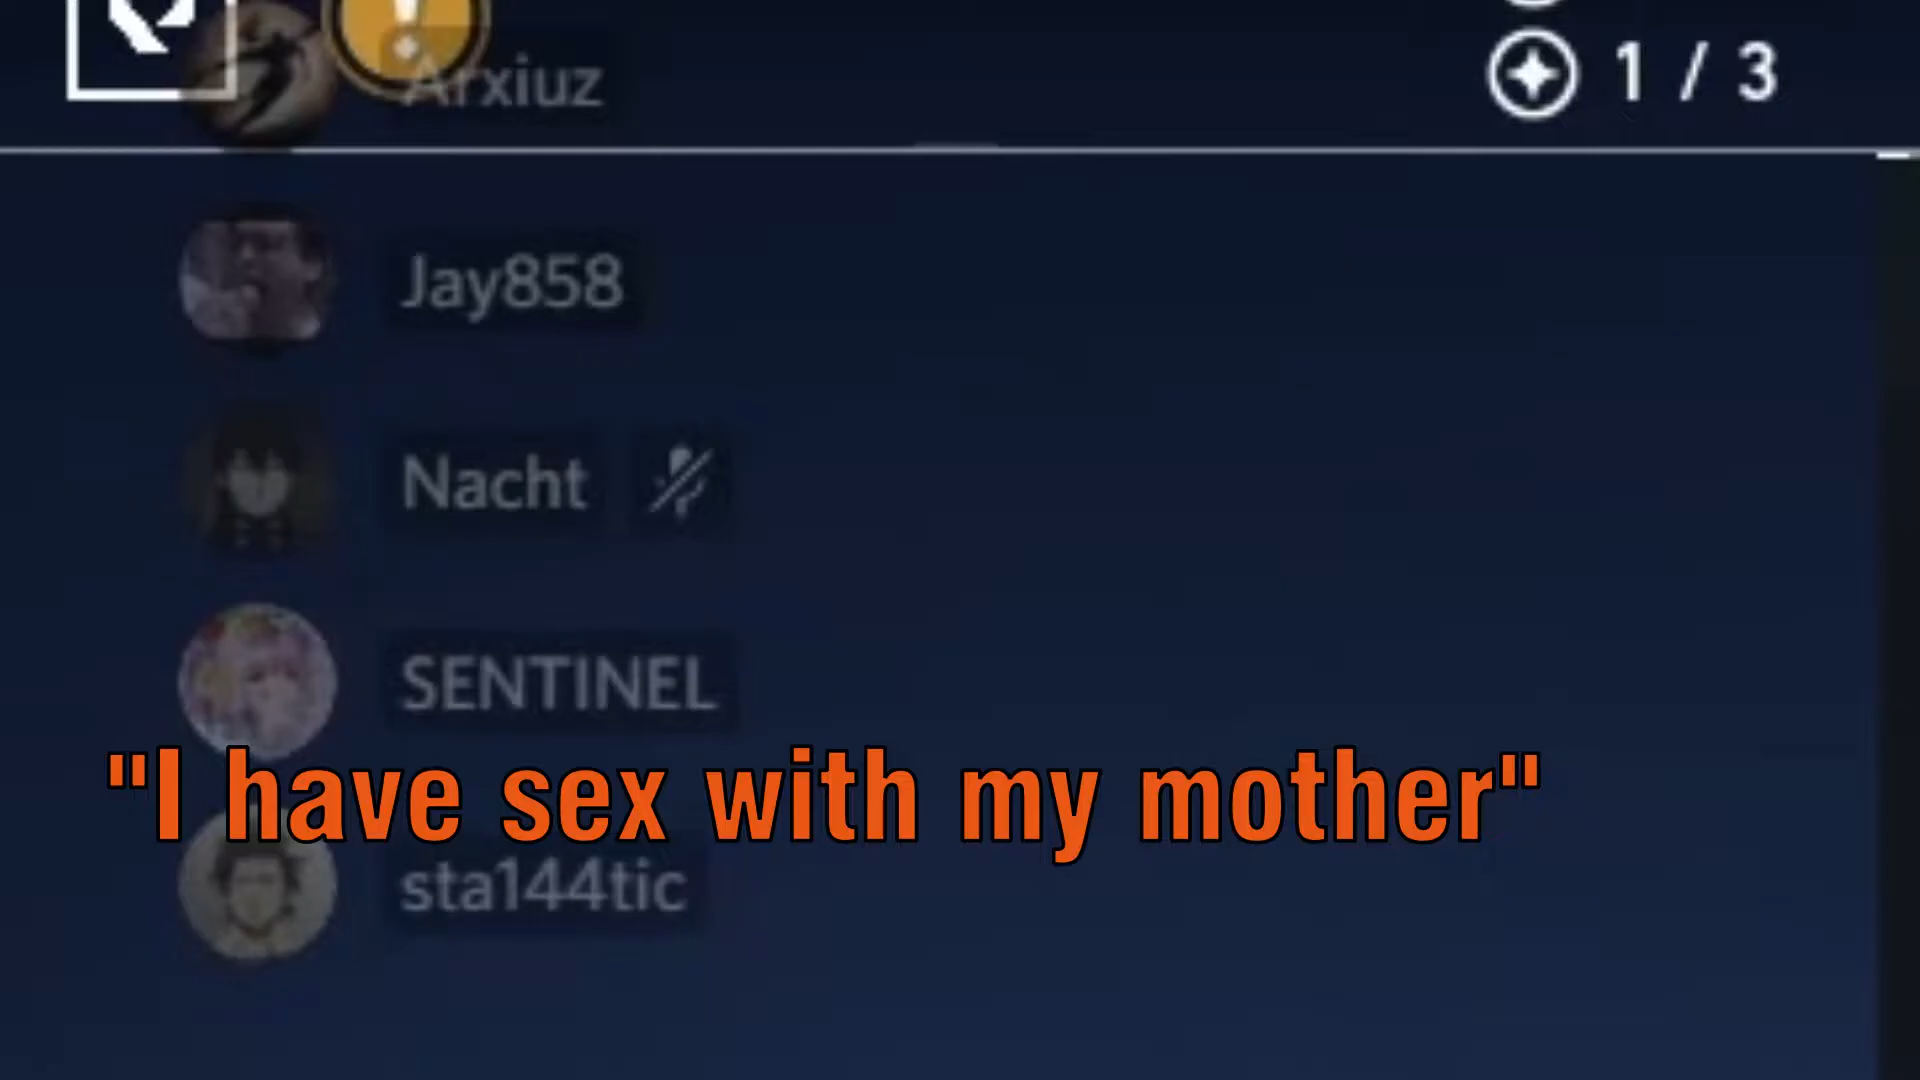 Arxiuz
1 / 3
Jay858
Nacht
SENTINEL
"I have sex with my mother"
sta144tic